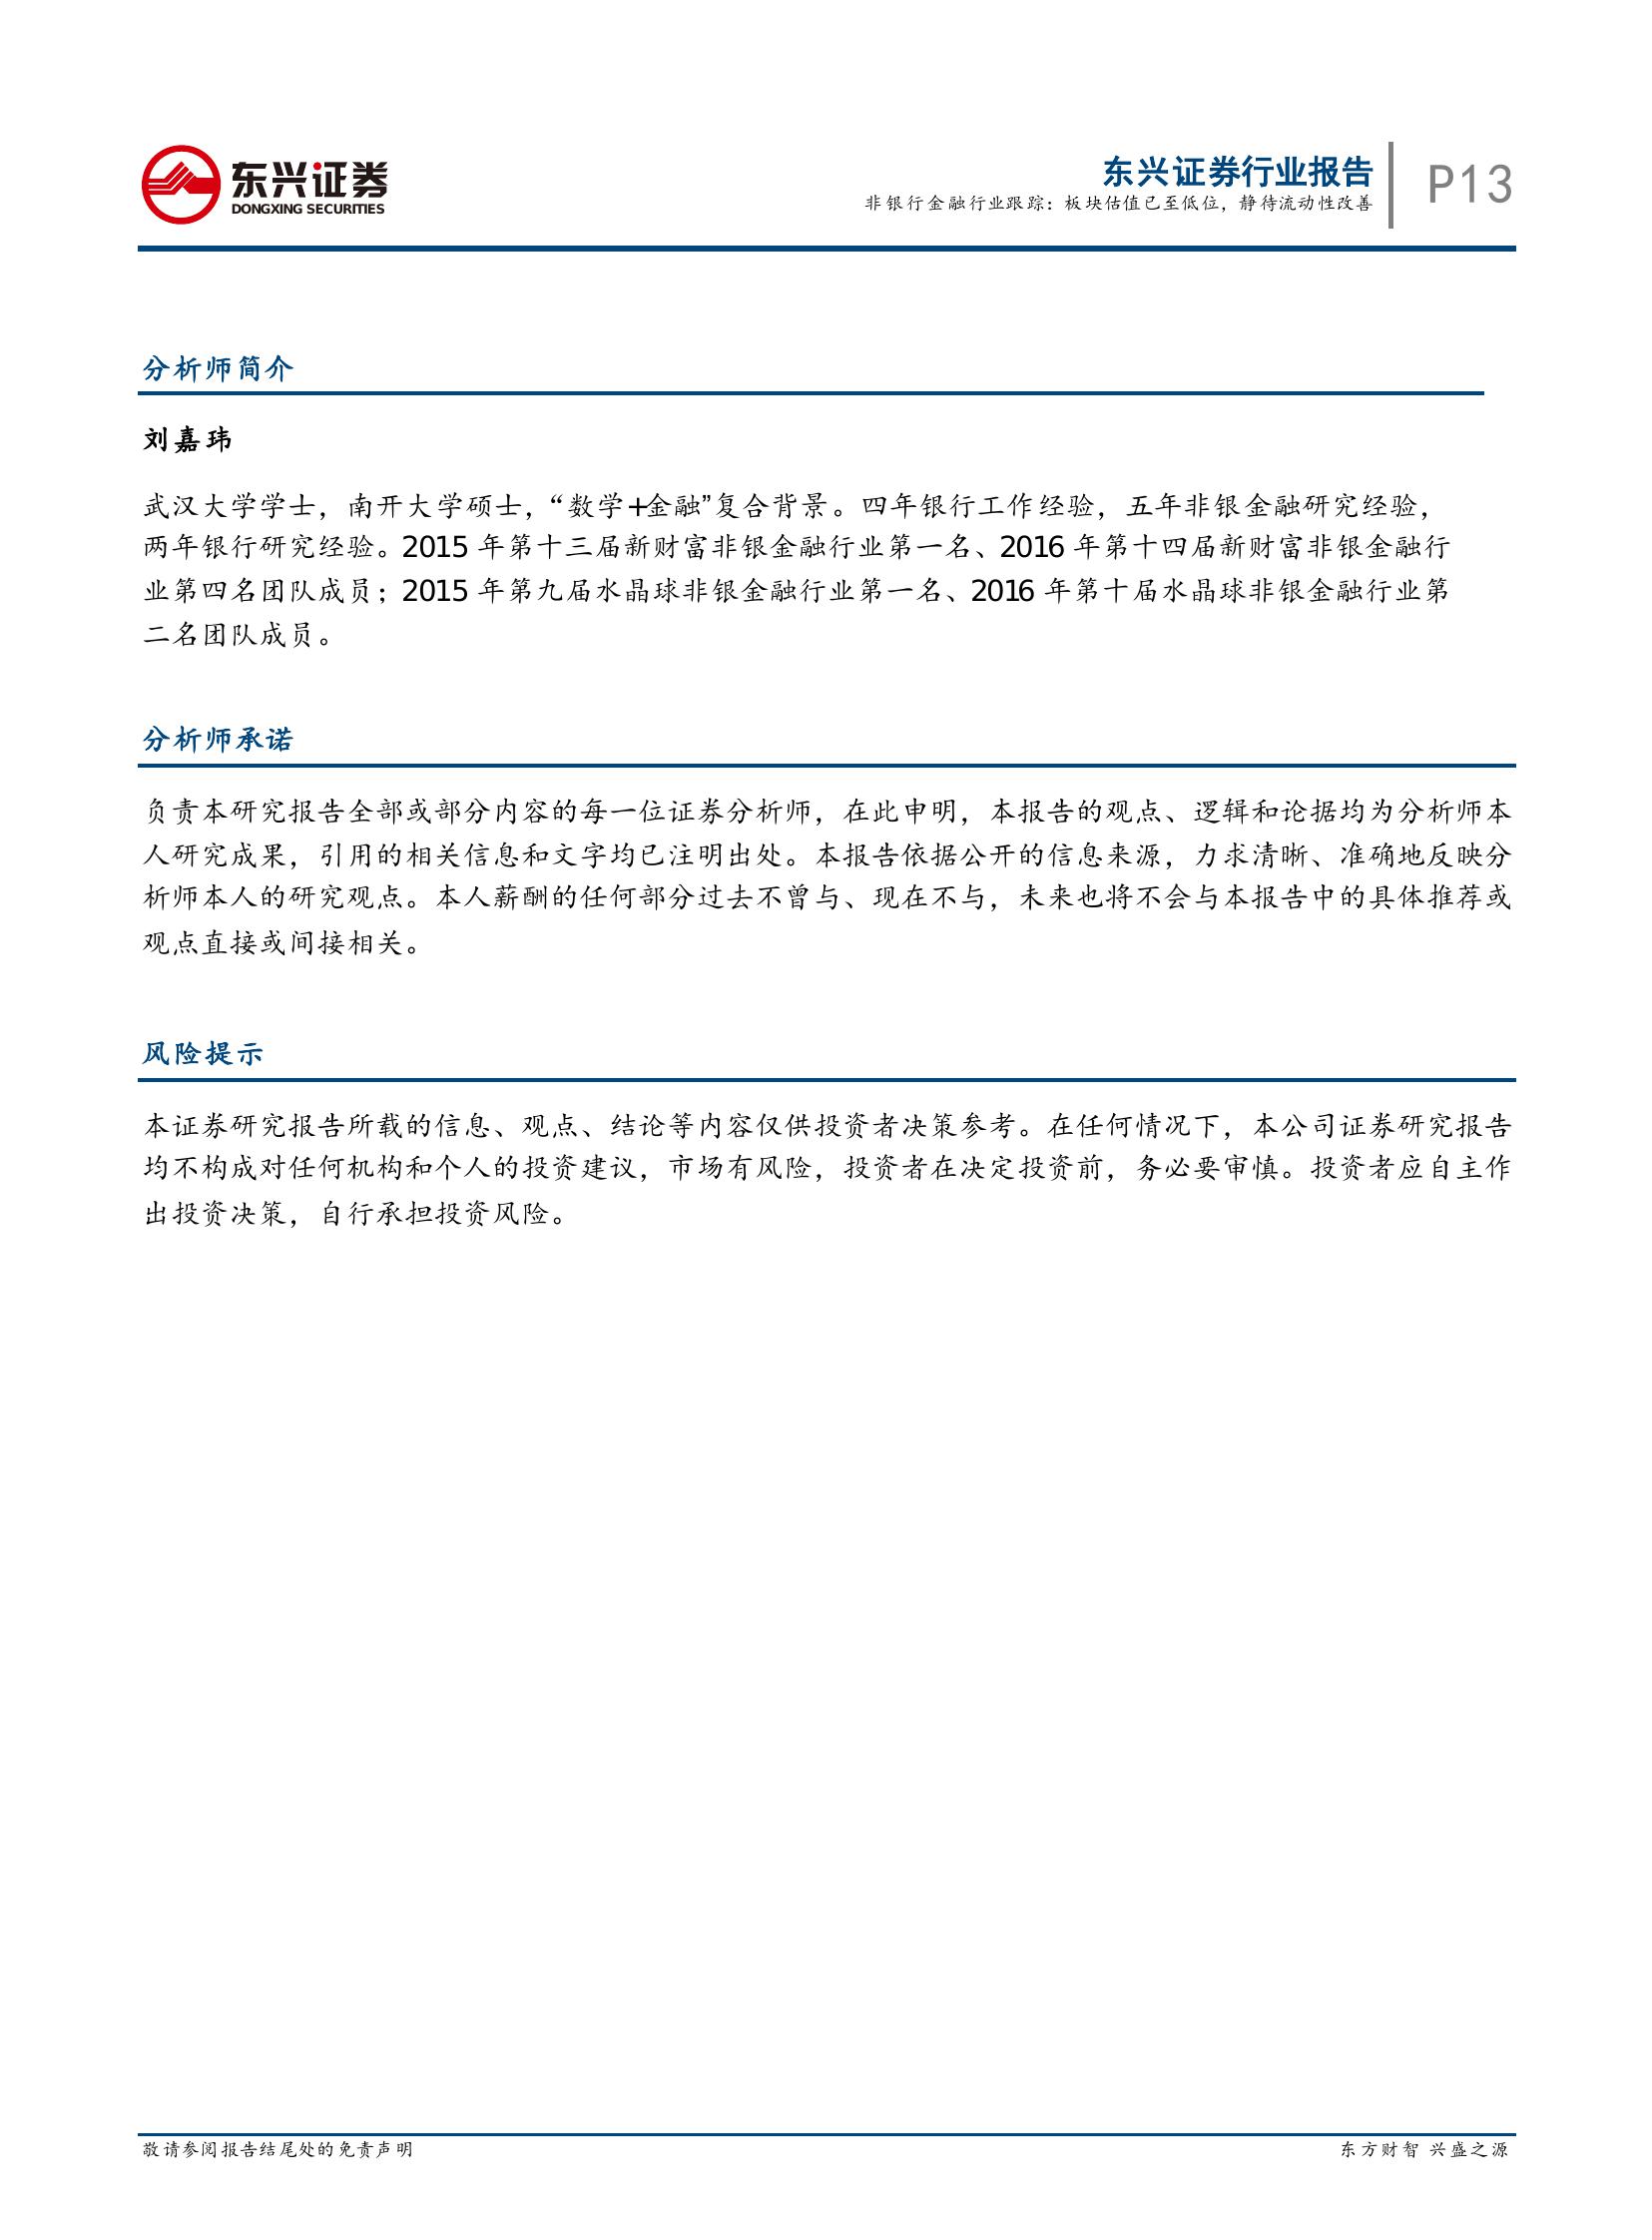 东兴证券
DONGXING SECURITIES
东兴证券行业报告
非银行金融行业跟踪：板块估值已至低位，静待流动性改善
P13
分析师简介
刘嘉玮
武汉大学学士，南开大学硕士，“数学+金融”复合背景。四年银行工作经验，五年非银金融研究经验，
两年银行研究经验。2015 年第十三届新财富非银金融行业第一名、2016 年第十四届新财富非银金融行
业第四名团队成员；2015 年第九届水晶球非银金融行业第一名、2016 年第十届水晶球非银金融行业第
二名团队成员。
分析师承诺
负责本研究报告全部或部分内容的每一位证券分析师，在此申明，本报告的观点、逻辑和论据均为分析师本
人研究成果，引用的相关信息和文字均已注明出处。本报告依据公开的信息来源，力求清晰、准确地反映分
析师本人的研究观点。本人薪酬的任何部分过去不曾与、现在不与，未来也将不会与本报告中的具体推荐或
观点直接或间接相关。
风险提示
本证券研究报告所载的信息、观点、结论等内容仅供投资者决策参考。在任何情况下，本公司证券研究报告
均不构成对任何机构和个人的投资建议，市场有风险，投资者在决定投资前，务必要审慎。投资者应自主作
出投资决策，自行承担投资风险。
敬请参阅报告结尾处的免责声明
东方财智 兴盛之源